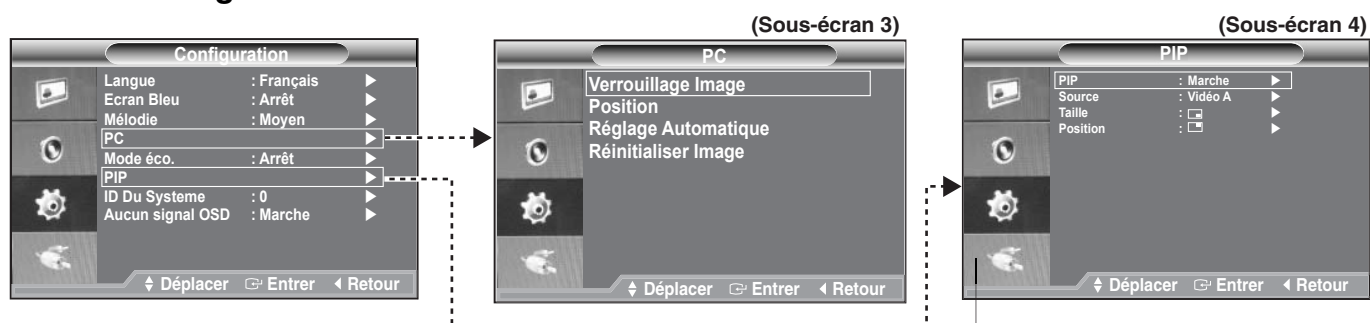 (Sous-écran 3)
(Sous-écran 4)
Configuration
Langue : Français
Ecran Bleu : Arrêt
Mélodie : Moyen
PC
Mode éco. : Arrêt
PIP
ID Du Systeme : 0
Aucun signal OSD : Marche
Déplacer Entrer Retour
PC
Verrouillage Image
Position
Réglage Automatique
Réinitialiser Image
Déplacer Entrer Retour
PIP
PIP : Marche
Source : Vidéo A
Taille :
Position :
Déplacer Entrer Retour